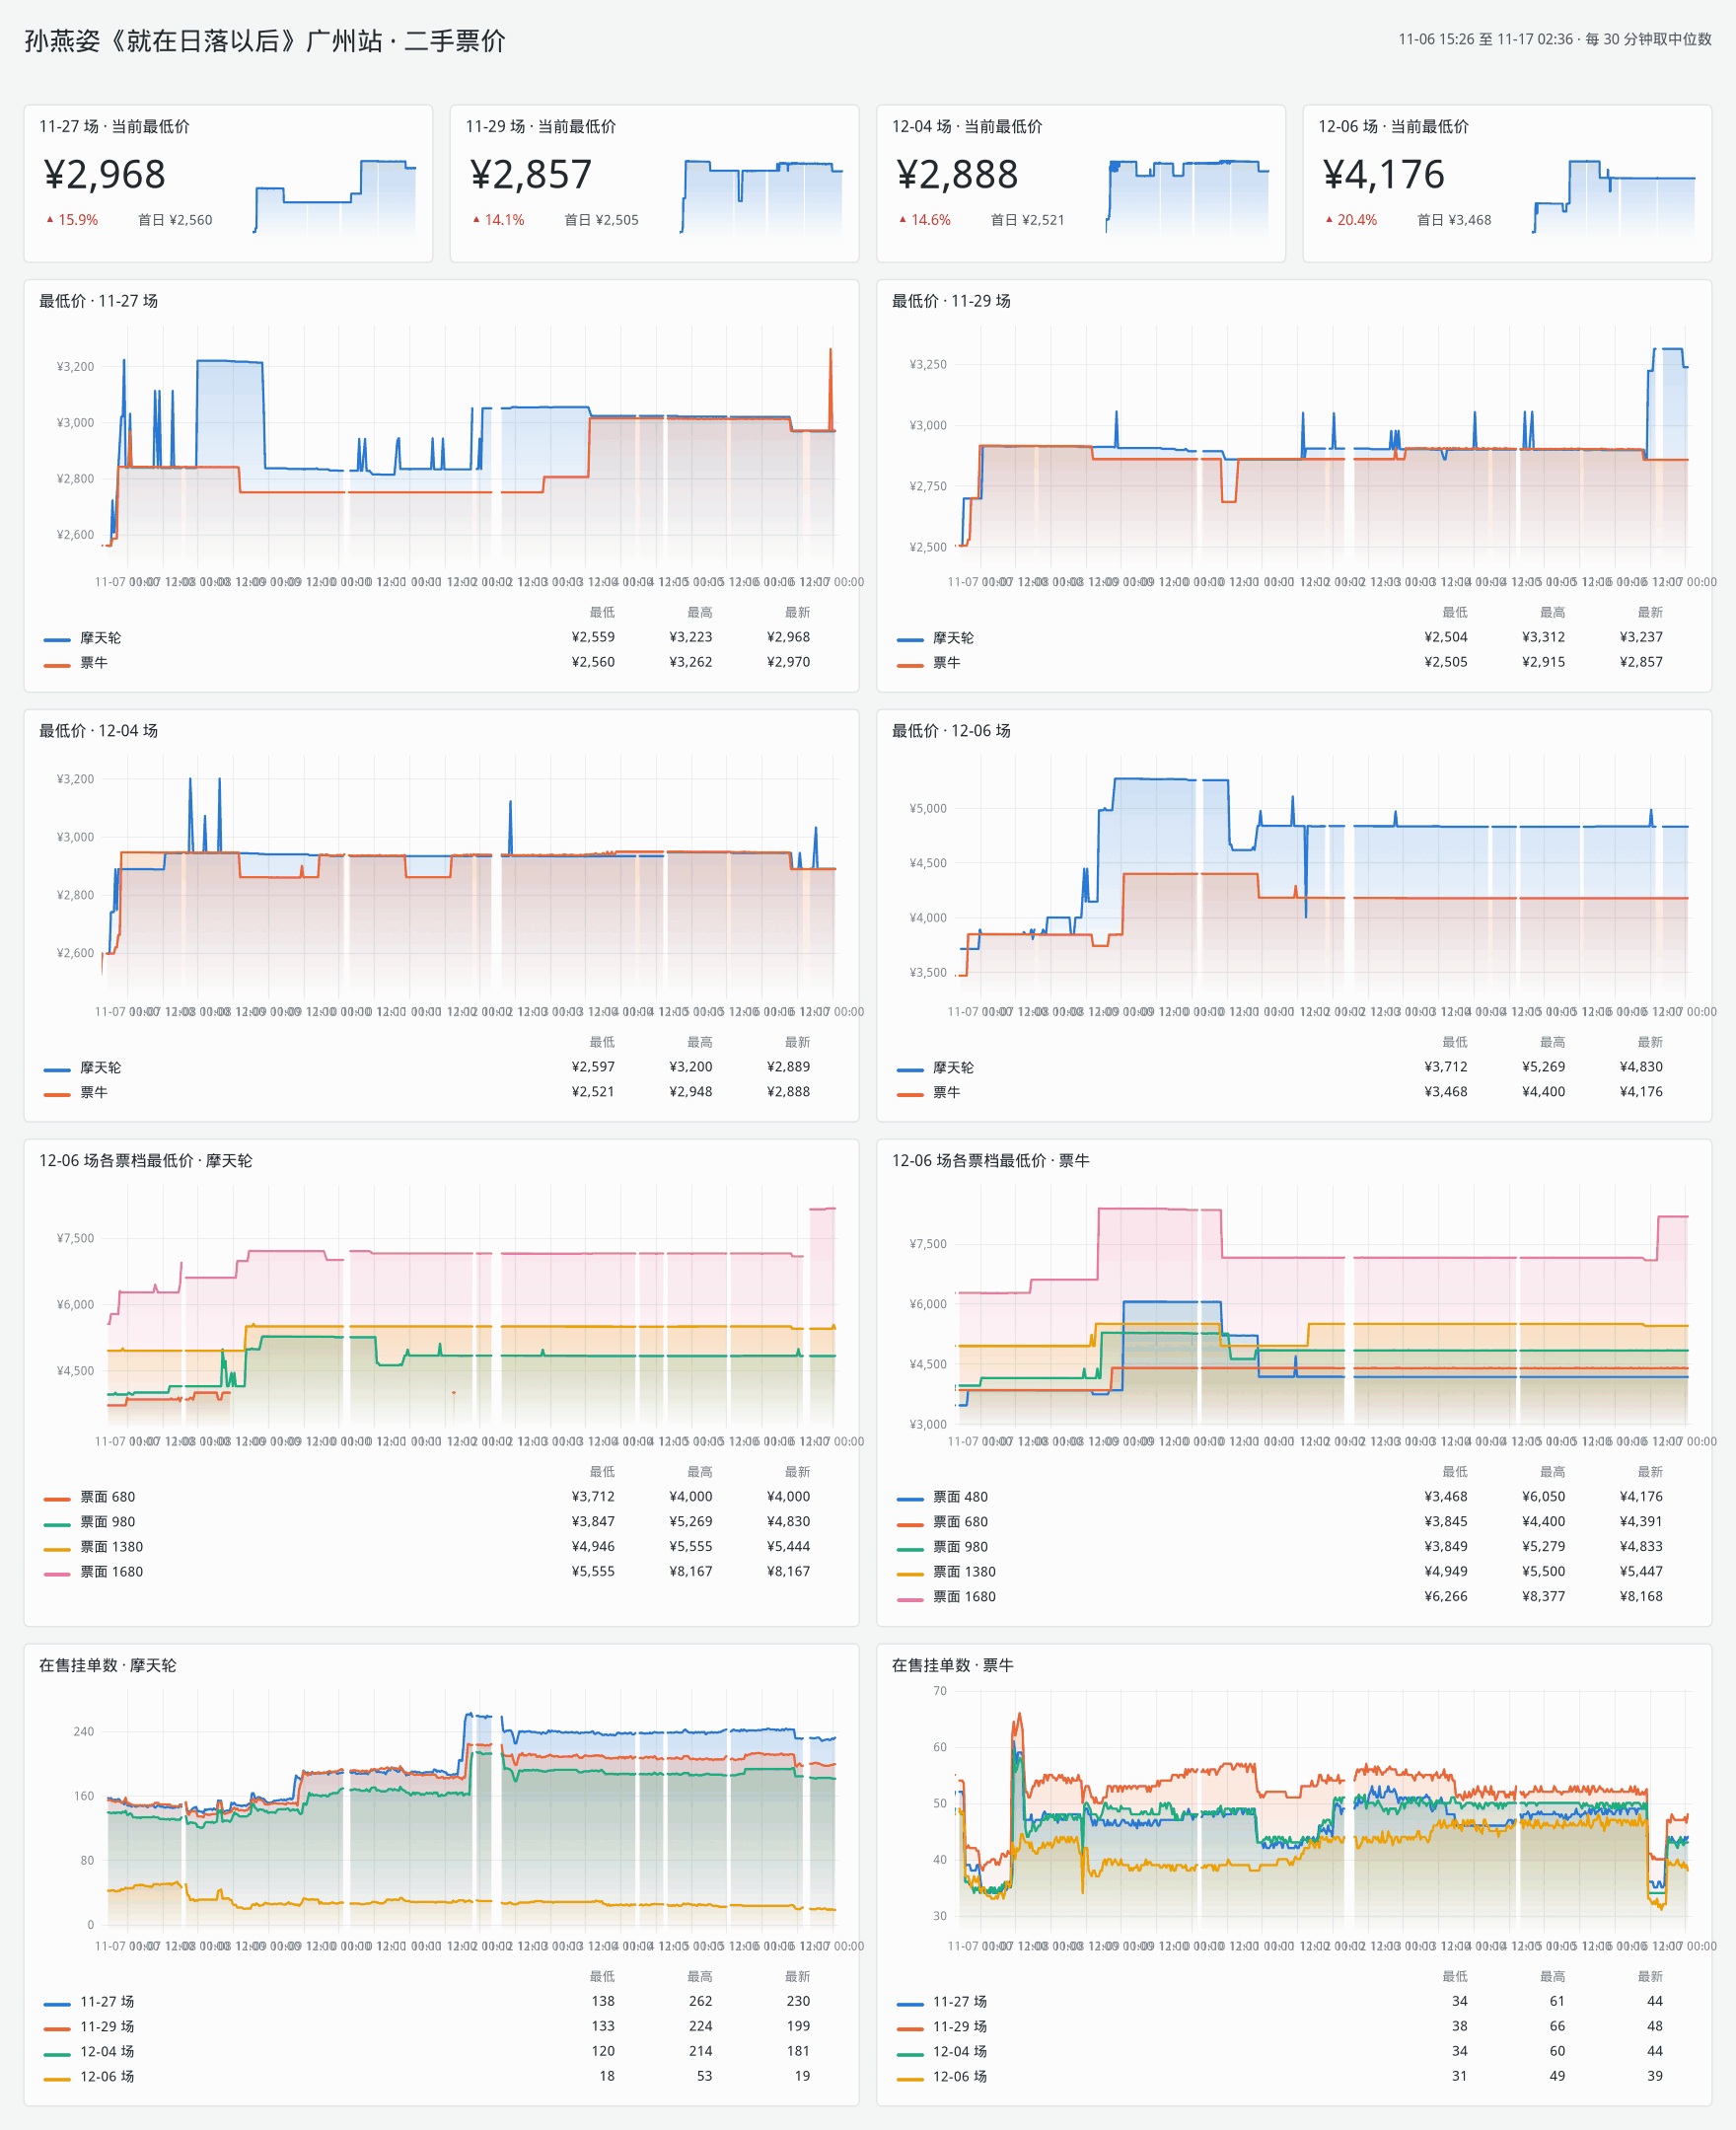 孙燕姿《就在日落以后》广州站 · 二手票价
11-06 15:26 至 11-17 02:36 · 每 30 分钟取中位数
11-27 场 · 当前最低价
¥2,968
▲ 15.9% 首日 ¥2,560
11-29 场 · 当前最低价
¥2,857
▲ 14.1% 首日 ¥2,505
12-04 场 · 当前最低价
¥2,888
▲ 14.6% 首日 ¥2,521
12-06 场 · 当前最低价
¥4,176
▲ 20.4% 首日 ¥3,468
最低价 · 11-27 场
¥3,200
¥3,000
¥2,800
¥2,600
最低 最高 最新
摩天轮 ¥2,559 ¥3,223 ¥2,968
票牛 ¥2,560 ¥3,262 ¥2,970
最低价 · 11-29 场
¥3,250
¥3,000
¥2,750
¥2,500
最低 最高 最新
摩天轮 ¥2,504 ¥3,312 ¥3,237
票牛 ¥2,505 ¥2,915 ¥2,857
最低价 · 12-04 场
¥3,200
¥3,000
¥2,800
¥2,600
最低 最高 最新
摩天轮 ¥2,597 ¥3,200 ¥2,889
票牛 ¥2,521 ¥2,948 ¥2,888
最低价 · 12-06 场
¥5,000
¥4,500
¥4,000
¥3,500
最低 最高 最新
摩天轮 ¥3,712 ¥5,269 ¥4,830
票牛 ¥3,468 ¥4,400 ¥4,176
12-06 场各票档最低价 · 摩天轮
¥7,500
¥6,000
¥4,500
最低 最高 最新
票面 680 ¥3,712 ¥4,000 ¥4,000
票面 980 ¥3,847 ¥5,269 ¥4,830
票面 1380 ¥4,946 ¥5,555 ¥5,444
票面 1680 ¥5,555 ¥8,167 ¥8,167
12-06 场各票档最低价 · 票牛
¥7,500
¥6,000
¥4,500
¥3,000
最低 最高 最新
票面 480 ¥3,468 ¥6,050 ¥4,176
票面 680 ¥3,845 ¥4,400 ¥4,391
票面 980 ¥3,849 ¥5,279 ¥4,833
票面 1380 ¥4,949 ¥5,500 ¥5,447
票面 1680 ¥6,266 ¥8,377 ¥8,168
在售挂单数 · 摩天轮
240
160
80
0
最低 最高 最新
11-27 场 138 262 230
11-29 场 133 224 199
12-04 场 120 214 181
12-06 场 18 53 19
在售挂单数 · 票牛
70
60
50
40
30
最低 最高 最新
11-27 场 34 61 44
11-29 场 38 66 48
12-04 场 34 60 44
12-06 场 31 49 39